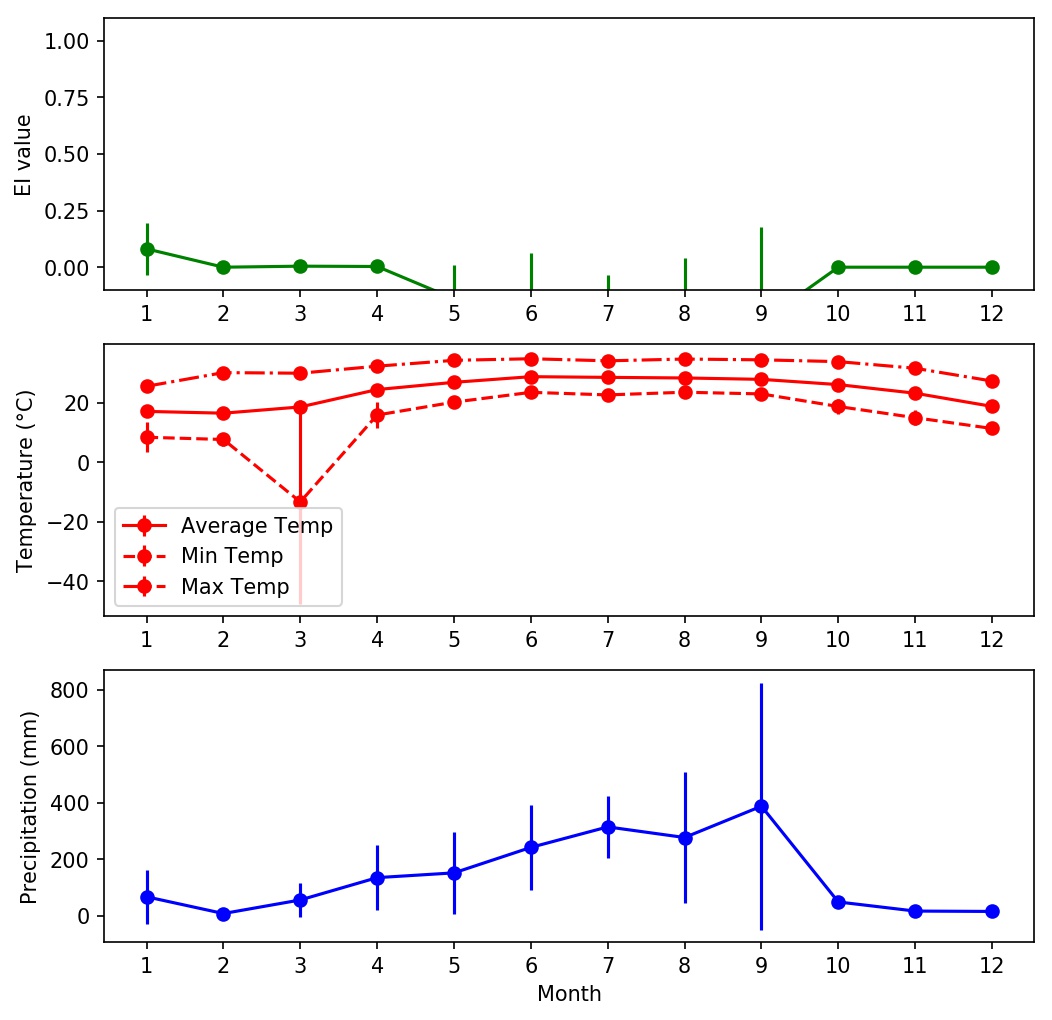 EI value
1.00
0.75
0.50
0.25
0.00
1 2 3 4 5 6 7 8 9 10 11 12
Temperature (°C)
20
0
−20
−40
Average Temp
Min Temp
Max Temp
1 2 3 4 5 6 7 8 9 10 11 12
Precipitation (mm)
800
600
400
200
0
1 2 3 4 5 6 7 8 9 10 11 12
Month